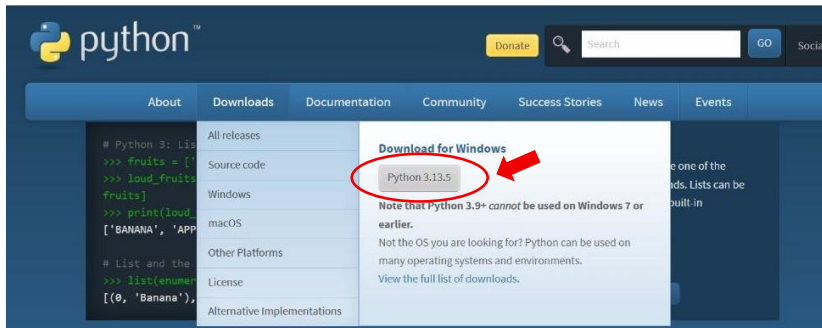 python™
Donate
Search
GO
Socia
About Downloads Documentation Community Success Stories News Events
# Python 3: Lis
>>> fruits = ['
>>> loud_fruits
fruits]
>>> print(loud_
['BANANA', 'APP
# List and the
>>> list(enumer
[(0, 'Banana'),
All releases
Source code
Windows
macOS
Other Platforms
License
Alternative Implementations
Download for Windows
Python 3.13.5
Note that Python 3.9+ cannot be used on Windows 7 or
earlier.
Not the OS you are looking for? Python can be used on
many operating systems and environments.
View the full list of downloads.
e one of the
nds. Lists can be
built-in